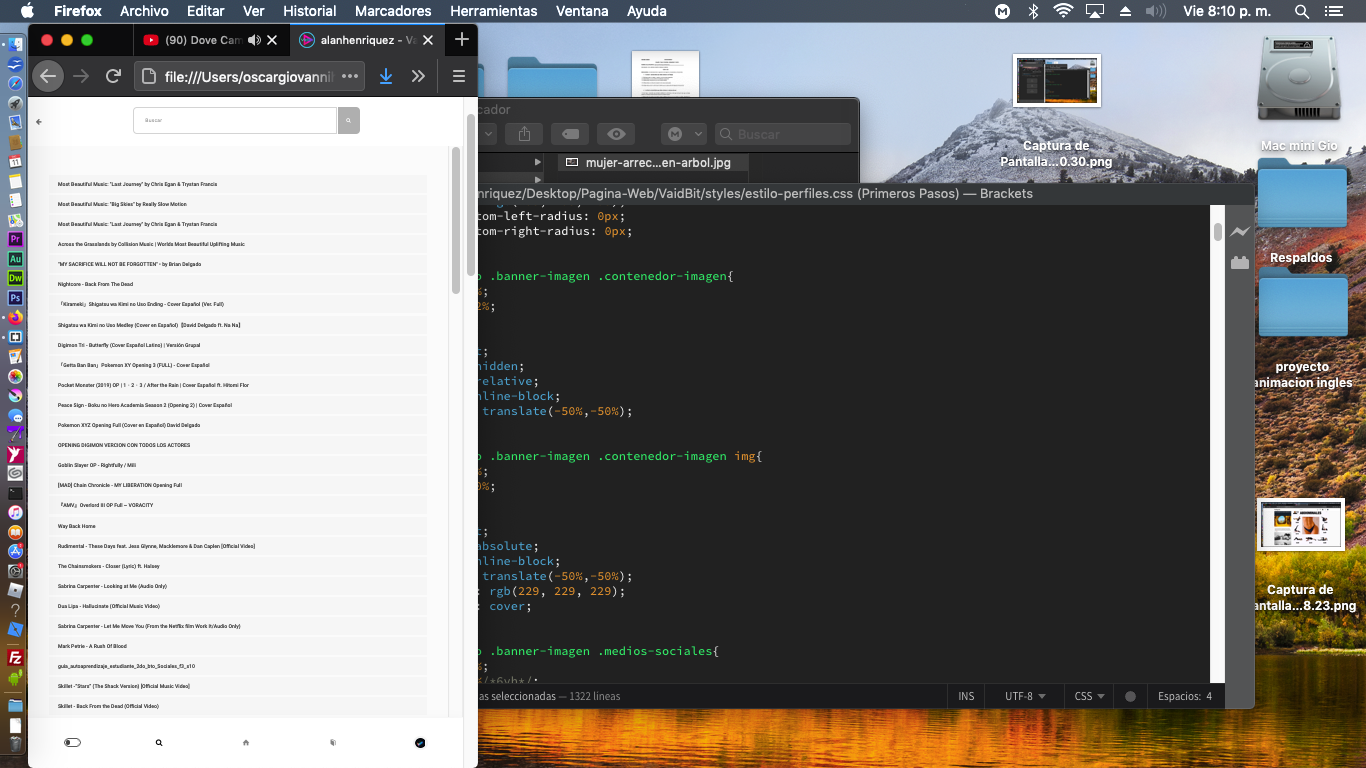 Firefox Archivo Editar Ver Historial Marcadores Herramientas Ventana Ayuda Vie 8:10 p. m.
(90) Dove Cam
alanhenriquez - Va
file:///Users/oscargiovann
Buscar
Most Beautiful Music: "Last Journey" by Chris Egan & Trystan Francis
Most Beautiful Music: "Big Skies" by Really Slow Motion
Most Beautiful Music: "Last Journey" by Chris Egan & Trystan Francis
Across the Grasslands by Collision Music | Worlds Most Beautiful Uplifting Music
"MY SACRIFICE WILL NOT BE FORGOTTEN" - by Brian Delgado
Nightcore - Back From The Dead
「Kirameki」Shigatsu wa Kimi no Uso Ending - Cover Español (Ver. Full)
Shigatsu wa Kimi no Uso Medley (Cover en Español) 【David Delgado ft. Na Na】
Digimon Tri - Butterfly (Cover Español Latino) | Versión Grupal
「Getta Ban Ban」Pokemon XY Opening 3 (FULL) - Cover Español
Pocket Monster (2019) OP | 1・2・3 / After the Rain | Cover Español ft. Hitomi Flor
Peace Sign - Boku no Hero Academia Season 2 (Opening 2) | Cover Español
Pokemon XYZ Opening Full (Cover en Español) David Delgado
OPENING DIGIMON VERCION CON TODOS LOS ACTORES
Goblin Slayer OP - Rightfully / Mili
[MAD] Chain Chronicle - MY LIBERATION Opening Full
『AMV』Overlord III OP Full – VORACITY
Way Back Home
Rudimental - These Days feat. Jess Glynne, Macklemore & Dan Caplen [Official Video]
The Chainsmokers - Closer (Lyric) ft. Halsey
Sabrina Carpenter - Looking at Me (Audio Only)
Dua Lipa - Hallucinate (Official Music Video)
Sabrina Carpenter - Let Me Move You (From the Netflix film Work It/Audio Only)
Mark Petrie - A Rush Of Blood
guia_autoaprendizaje_estudiante_2do_bto_Sociales_f3_s10
Skillet -"Stars" (The Shack Version) [Official Music Video]
Skillet - Back From the Dead (Official Video)
cador
Buscar
mujer-arrec...en-arbol.jpg
nriquez/Desktop/Pagina-Web/VaidBit/styles/estilo-perfiles.css (Primeros Pasos) — Brackets
tom-left-radius: 0px;
tom-right-radius: 0px;
o .banner-imagen .contenedor-imagen{
%;
2%;
t;
hidden;
relative;
nline-block;
translate(-50%,-50%);
o .banner-imagen .contenedor-imagen img{
%;
0%;
t;
absolute;
nline-block;
translate(-50%,-50%);
: rgb(229, 229, 229);
: cover;
o .banner-imagen .medios-sociales{
%;
%/*6vh*/;
as seleccionadas — 1322 líneas
INS UTF-8 CSS Espacios: 4
Captura de
Pantalla...0.30.png
Mac mini Gio
Respaldos
proyecto
animacion ingles
Captura de
antalla...8.23.png
Pr
Au
Dw
Ps
Fz